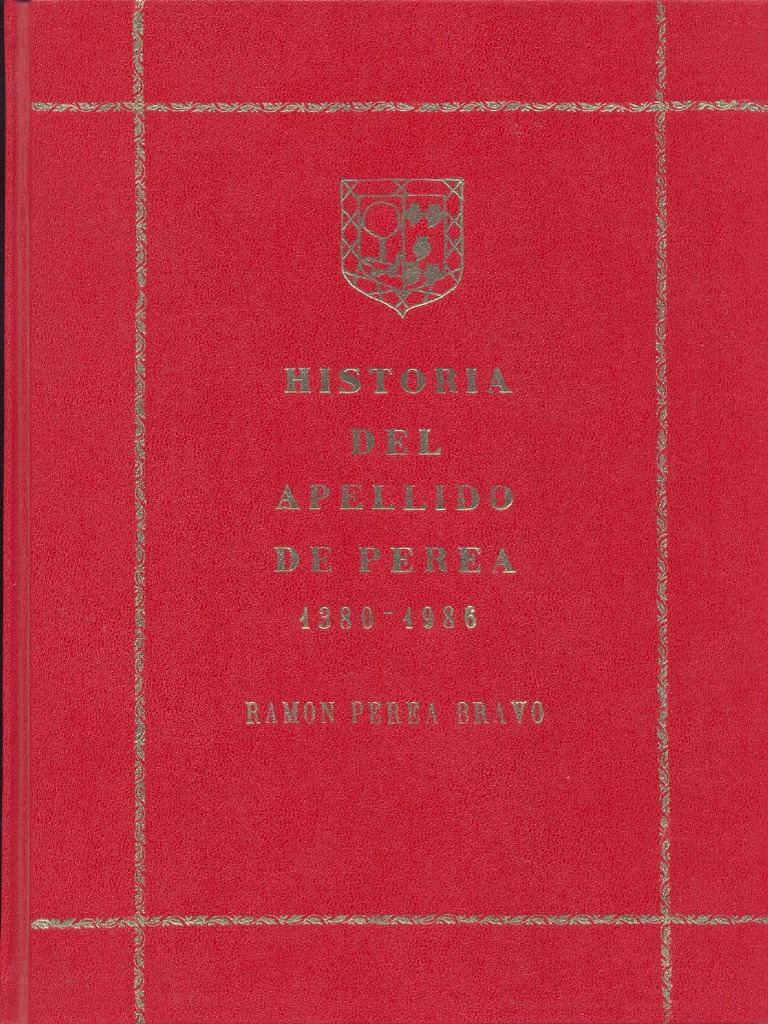 HISTORIA
DEL
APELLIDO
DE PEREA
1380-1986
RAMON PEREA BRAVO